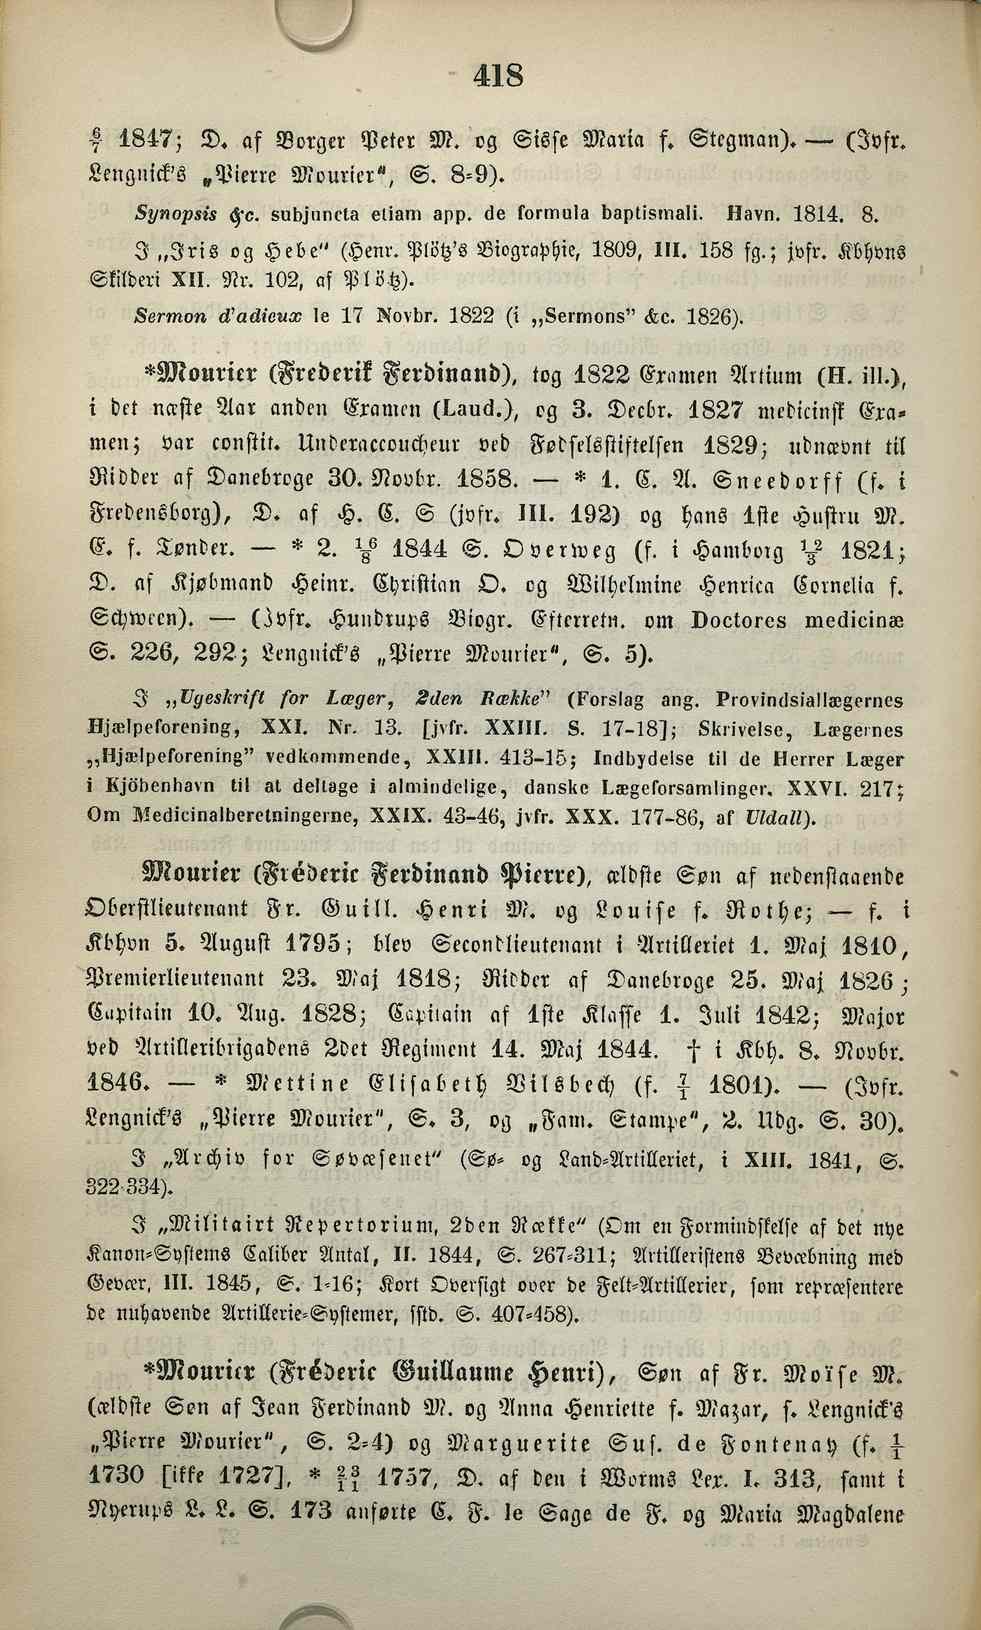 418
6/7 1847; D. af Borger Peter M. og Sisse Maria f. Stegman). — (Jvfr.
Lengnick's „Pierre Mourier", S. 8-9).
Synopsis &c. subjuncta etiam app. de formula baptismali. Havn. 1814. 8.
I „Iris og Hebe" (Henr. Plötz's Biographie, 1809, III. 158 fg.; jvfr. Kbhvns
Skilderi XII. Nr. 102, af Plötz).
Sermon d'adieux le 17 Novbr. 1822 (i „Sermons" &c. 1826).
*Mourier (Frederik Ferdinand), tog 1822 Examen Artium (H. ill.),
i det næste Aar anden Examen (Laud.), og 3. Decbr. 1827 medicinsk Exa-
men; var constit. Underaccoucheur ved Fødselsstiftelsen 1829; udnævnt til
Ridder af Danebroge 30. Novbr. 1858. — * 1. C. A. Sneedorff (f. i
Fredensborg), D. af H. C. S (jvfr. III. 192) og hans 1ste Hustru M.
C. f. Tønder. — * 2. 16/8 1844 S. Overweg (f. i Hamborg 12/8 1821;
D. af Kjøbmand Heinr. Christian O. og Wilhelmine Henrica Cornelia f.
Schween). — (Jvfr. Hundrups Biogr. Efterretn. om Doctores medicinæ
S. 226, 292; Lengnick's „Pierre Mourier", S. 5).
I „Ugeskrift for Læger, 2den Række" (Forslag ang. Provindsiallægernes
Hjælpeforening, XXI. Nr. 13. [jvfr. XXIII. S. 17-18]; Skrivelse, Lægernes
„Hjælpeforening" vedkommende, XXIII. 413-15; Indbydelse til de Herrer Læger
i Kjöbenhavn til at deltage i almindelige, danske Lægeforsamlinger. XXVI. 217;
Om Medicinalberetningerne, XXIX. 43-46, jvfr. XXX. 177-86, af Uldall).
Mourier (Fréderic Ferdinand Pierre), ældste Søn af nedenstaaende
Oberstlieutenant Fr. Guill. Henri M. og Louise f. Rothe; — f. i
Kbhvn 5. August 1795; blev Secondlieutenant i Artilleriet 1. Maj 1810,
Premierlieutenant 23. Maj 1818; Ridder af Danebroge 25. Maj 1826;
Capitain 10. Aug. 1828; Capitain af 1ste Klasse 1. Juli 1842; Major
ved Artilleribrigadens 2det Regiment 14. Maj 1844. † i Kbh. 8. Novbr.
1846. — * Mettine Elisabeth Vilsbech (f. 7/1 1801). — (Jvfr.
Lengnick's „Pierre Mourier", S. 3, og „Fam. Stampe", 2. Udg. S. 30).
I „Archiv for Søvæsenet" (Sø- og Land-Artilleriet, i XIII. 1841, S.
322-334).
I „Militairt Repertorium, 2den Række" (Om en Formindskelse af det nye
Kanon-Systems Caliber Antal, II. 1844, S. 267-311; Artilleristens Bevæbning med
Gevær, III. 1845, S. 1-16; Kort Oversigt over de Felt-Artillerier, som repræsentere
de nuhavende Artillerie-Systemer, sstd. S. 407-458).
*Mourier (Fréderic Guillaume Henri), Søn af Fr. Moïse M.
(ældste Søn af Jean Ferdinand M. og Anna Henriette f. Mazar, s. Lengnick's
„Pierre Mourier", S. 2-4) og Marguerite Sus. de Fontenay (f. 1/1
1730 [ikke 1727], * 23/11 1757, D. af den i Worms Lex. I. 313, samt i
Nyerups L. L. S. 173 anførte C. F. le Sage de F. og Maria Magdalene